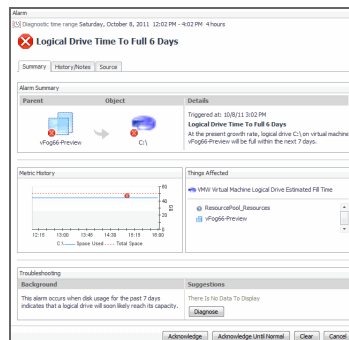 Alarm
Diagnostic time range Saturday, October 8, 2011 12:02 PM - 4:02 PM 4 hours
Logical Drive Time To Full 6 Days
Summary History/Notes Source
Alarm Summary
Parent Object Details
vFog66-Preview
C:\
Triggered at: 10/8/11 3:02 PM
Logical Drive Time To Full 6 Days
At the present growth rate, logical drive C:\ on virtual machine
vFog66-Preview will be full within the next 7 days.
Metric History
60
40
20
0
GB
12:15 13:00 13:45 14:30 15:15 16:00
C:\ Space Used Total Space
Things Affected
VMW Virtual Machine Logical Drive Estimated Fill Time
ResourcePool_Resources
vFog66-Preview
Troubleshooting
Background
This alarm occurs when disk usage for the past 7 days
indicates that a logical drive will soon likely reach its capacity.
Suggestions
There Is No Data To Display
Diagnose
Acknowledge Acknowledge Until Normal Clear Cancel